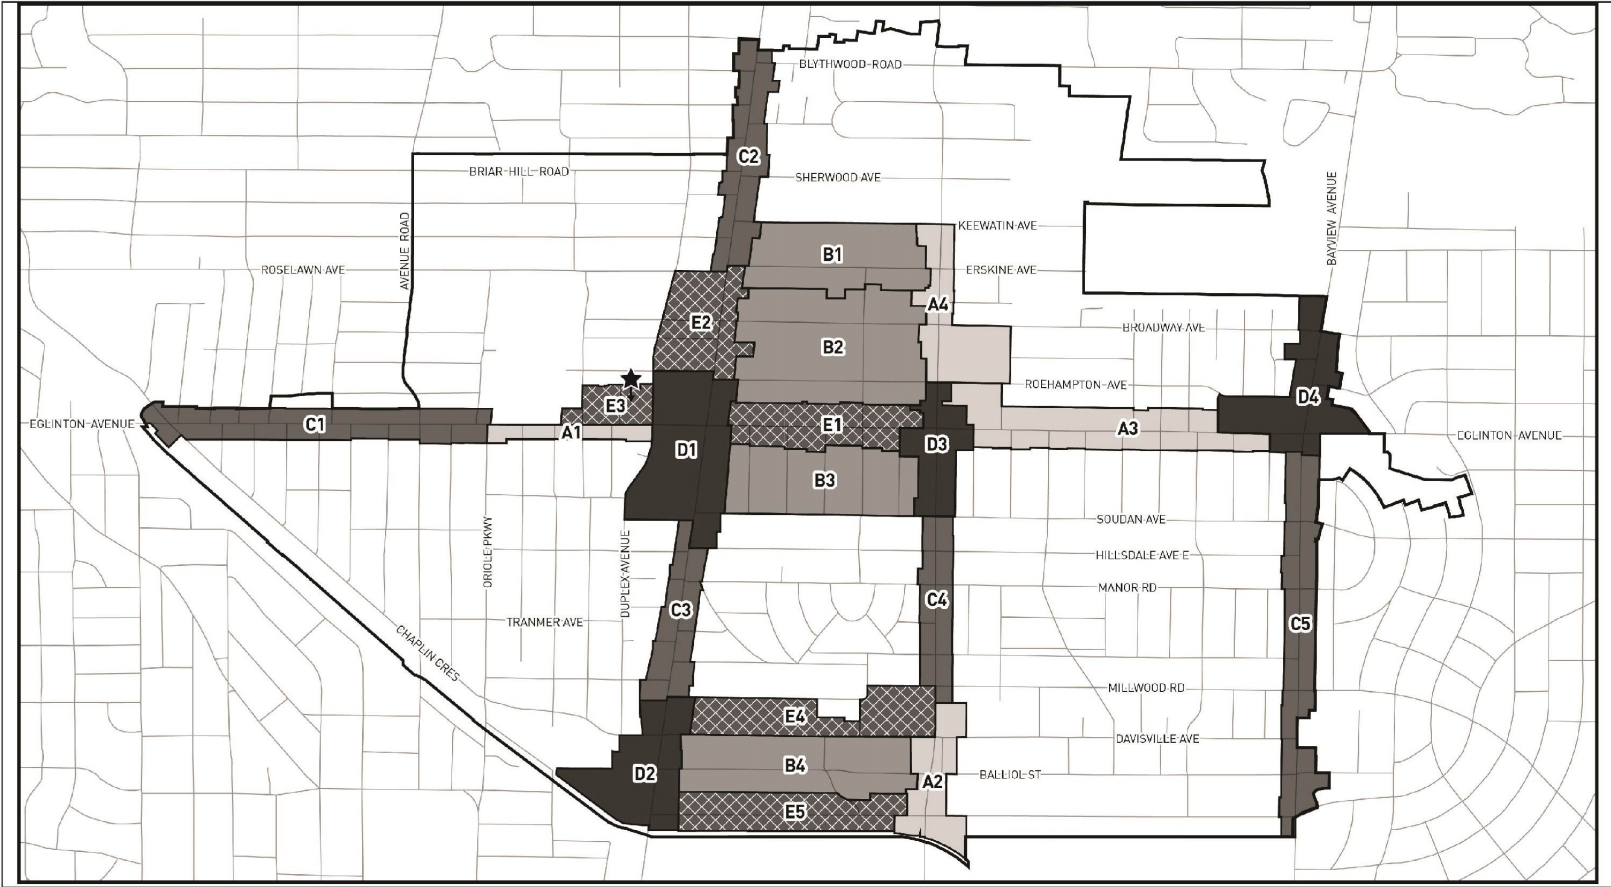 BLYTHWOOD ROAD
C2
BRIAR HILL ROAD
SHERWOOD AVE
BAYVIEW AVENUE
AVENUE ROAD
KEEWATIN AVE
B1
ROSELAWN AVE
ERSKINE AVE
A4
E2
BROADWAY AVE
B2
ROEHAMPTON AVE
D4
E3
EGLINTON AVENUE
C1
A1
E1
A3
EGLINTON AVENUE
D1
D3
B3
SOUDAN AVE
ORIOLE PKWY
DUPLEX AVENUE
HILLSDALE AVE E
MANOR RD
C3
C4
TRANMER AVE
C5
CHAPLIN CRES
MILLWOOD RD
E4
DAVISVILLE AVE
D2
B4
A2
BALLIOL ST
E5